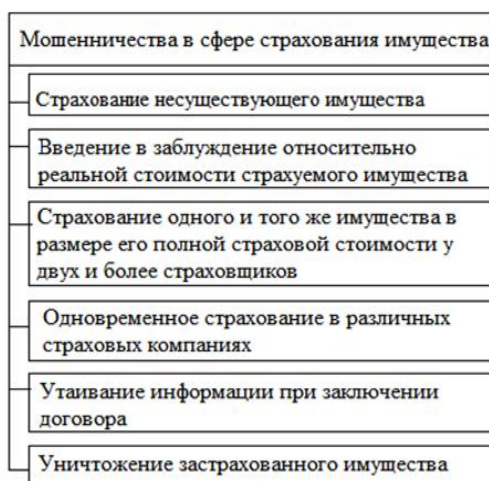 Мошенничества в сфере страхования имущества
Страхование несуществующего имущества
Введение в заблуждение относительно
реальной стоимости страхуемого имущества
Страхование одного и того же имущества в
размере его полной страховой стоимости у
двух и более страховщиков
Одновременное страхование в различных
страховых компаниях
Утаивание информации при заключении
договора
Уничтожение застрахованного имущества